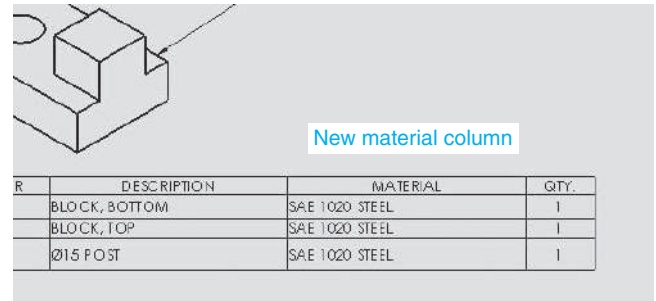 New material column
R DESCRIPTION MATERIAL QTY.
BLOCK, BOTTOM SAE 1020 STEEL 1
BLOCK, TOP SAE 1020 STEEL 1
Ø15 POST SAE 1020 STEEL 1